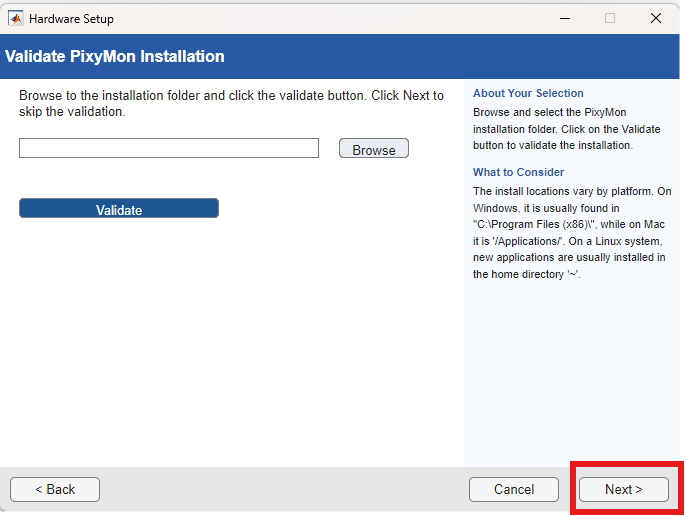 Hardware Setup
Validate PixyMon Installation
Browse to the installation folder and click the validate button. Click Next to
skip the validation.
Browse
Validate
About Your Selection
Browse and select the PixyMon
installation folder. Click on the Validate
button to validate the installation.
What to Consider
The install locations vary by platform. On
Windows, it is usually found in
"C:\Program Files (x86)\", while on Mac
it is '/Applications/'. On a Linux system,
new applications are usually installed in
the home directory '~'.
< Back
Cancel
Next >